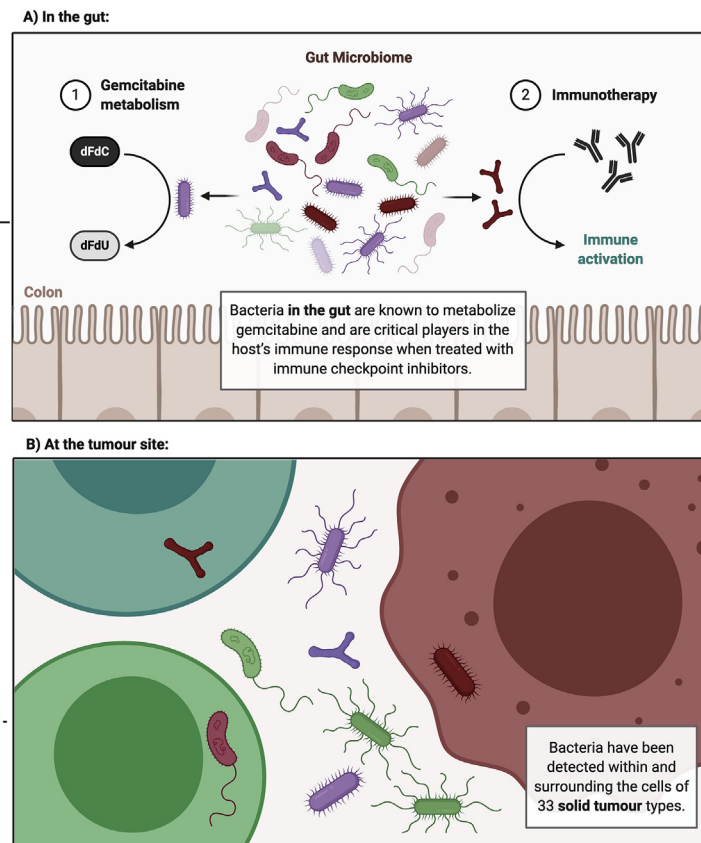 A) In the gut:
Gut Microbiome
1 Gemcitabine
metabolism
2 Immunotherapy
dFdC
dFdU
Immune
activation
Colon
Bacteria in the gut are known to metabolize
gemcitabine and are critical players in the
host's immune response when treated with
immune checkpoint inhibitors.
B) At the tumour site:
Bacteria have been
detected within and
surrounding the cells of
33 solid tumour types.